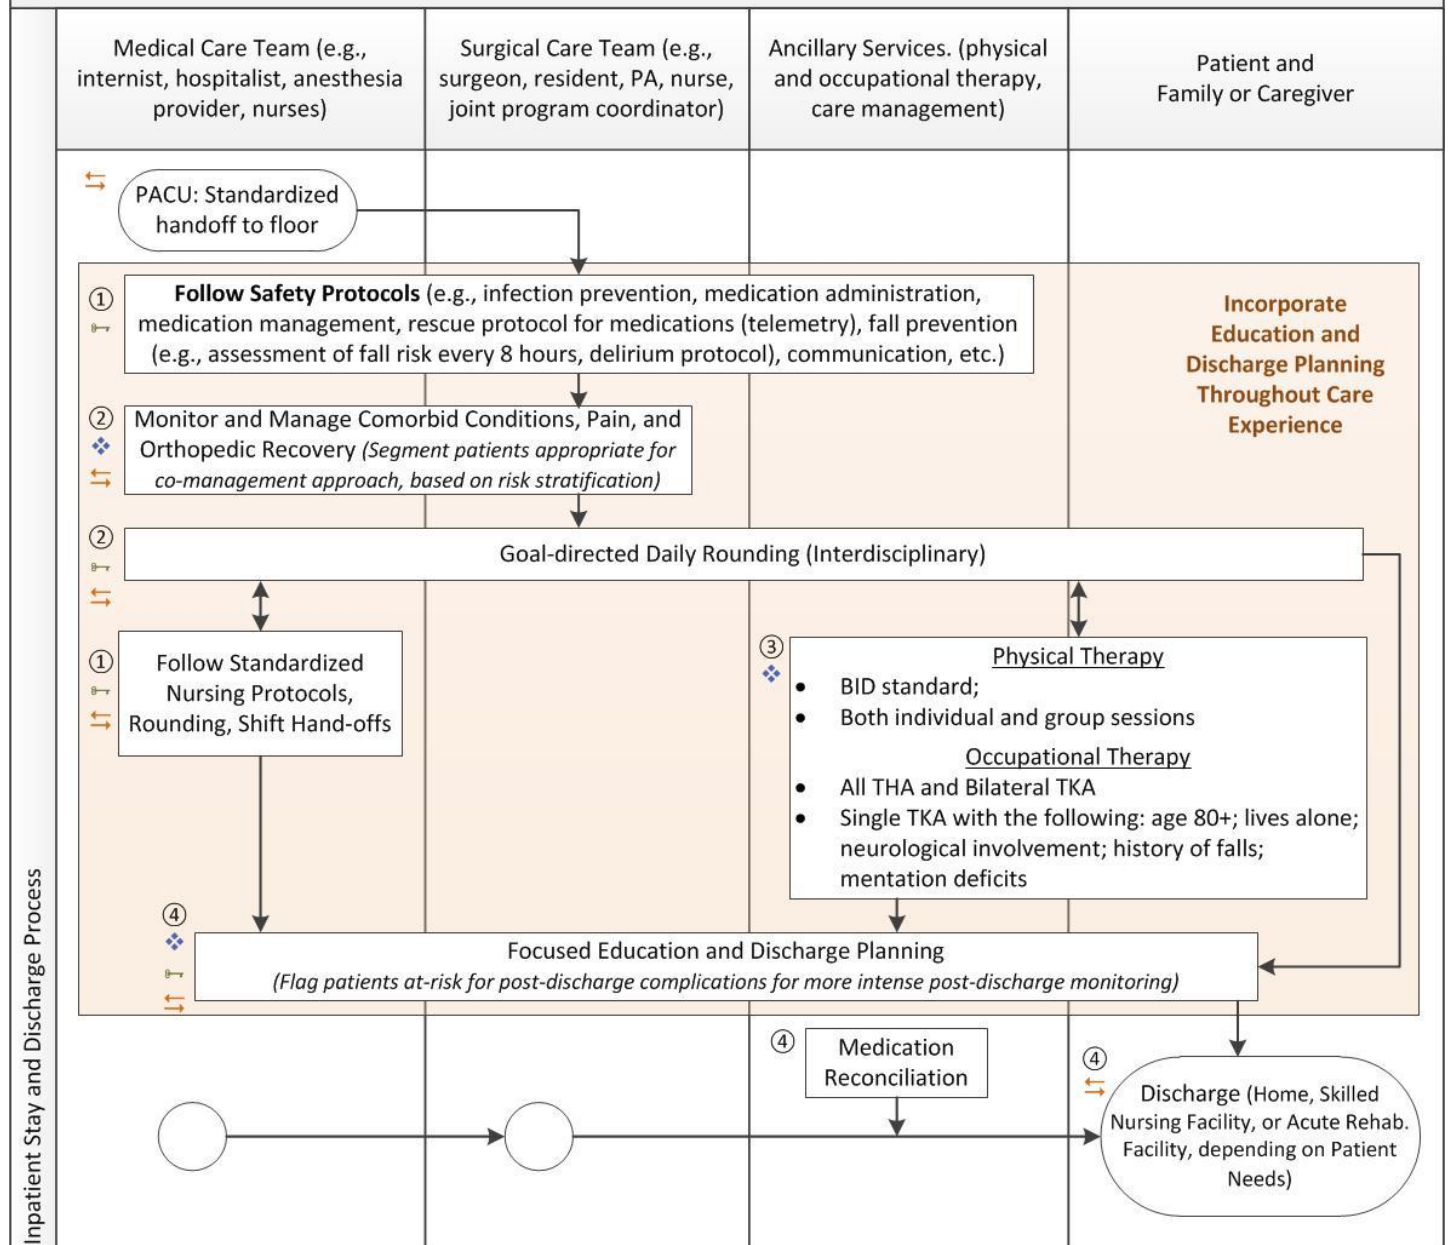 Medical Care Team (e.g.,
internist, hospitalist, anesthesia
provider, nurses)
Surgical Care Team (e.g.,
surgeon, resident, PA, nurse,
joint program coordinator)
Ancillary Services. (physical
and occupational therapy,
care management)
Patient and
Family or Caregiver
Inpatient Stay and Discharge Process
PACU: Standardized
handoff to floor
①
Follow Safety Protocols (e.g., infection prevention, medication administration,
medication management, rescue protocol for medications (telemetry), fall prevention
(e.g., assessment of fall risk every 8 hours, delirium protocol), communication, etc.)
Incorporate
Education and
Discharge Planning
Throughout Care
Experience
②
Monitor and Manage Comorbid Conditions, Pain, and
Orthopedic Recovery (Segment patients appropriate for
co-management approach, based on risk stratification)
②
Goal-directed Daily Rounding (Interdisciplinary)
①
Follow Standardized
Nursing Protocols,
Rounding, Shift Hand-offs
③
Physical Therapy
• BID standard;
• Both individual and group sessions
Occupational Therapy
• All THA and Bilateral TKA
• Single TKA with the following: age 80+; lives alone;
neurological involvement; history of falls;
mentation deficits
④
Focused Education and Discharge Planning
(Flag patients at-risk for post-discharge complications for more intense post-discharge monitoring)
④
Medication
Reconciliation
④
Discharge (Home, Skilled
Nursing Facility, or Acute Rehab.
Facility, depending on Patient
Needs)